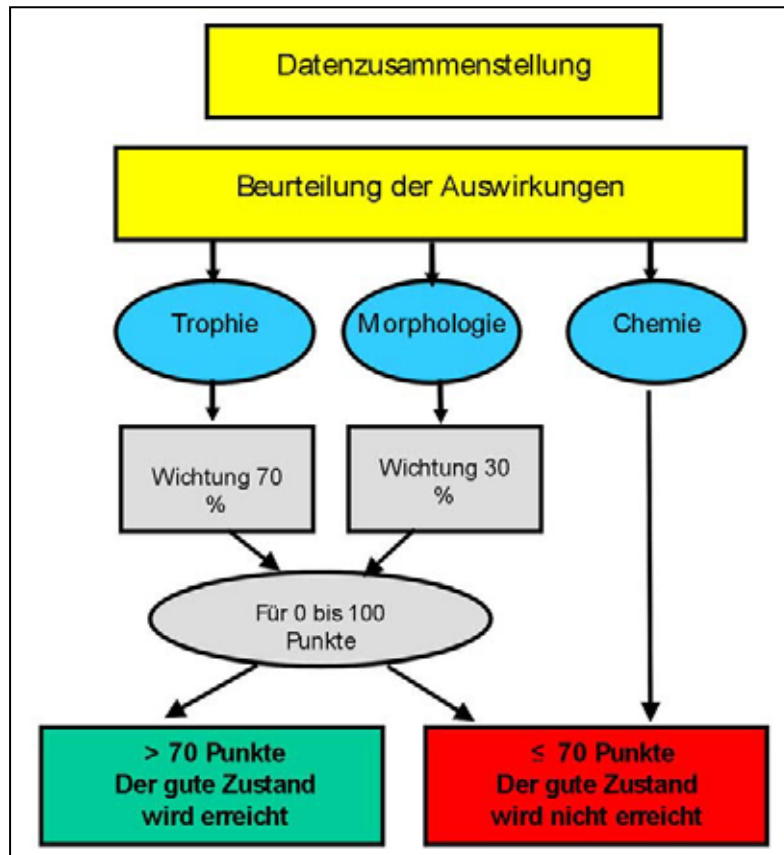 Datenzusammenstellung
Beurteilung der Auswirkungen
Trophie
Morphologie
Chemie
Wichtung 70
%
Wichtung 30
%
Für 0 bis 100
Punkte
> 70 Punkte
Der gute Zustand
wird erreicht
≤ 70 Punkte
Der gute Zustand
wird nicht erreicht